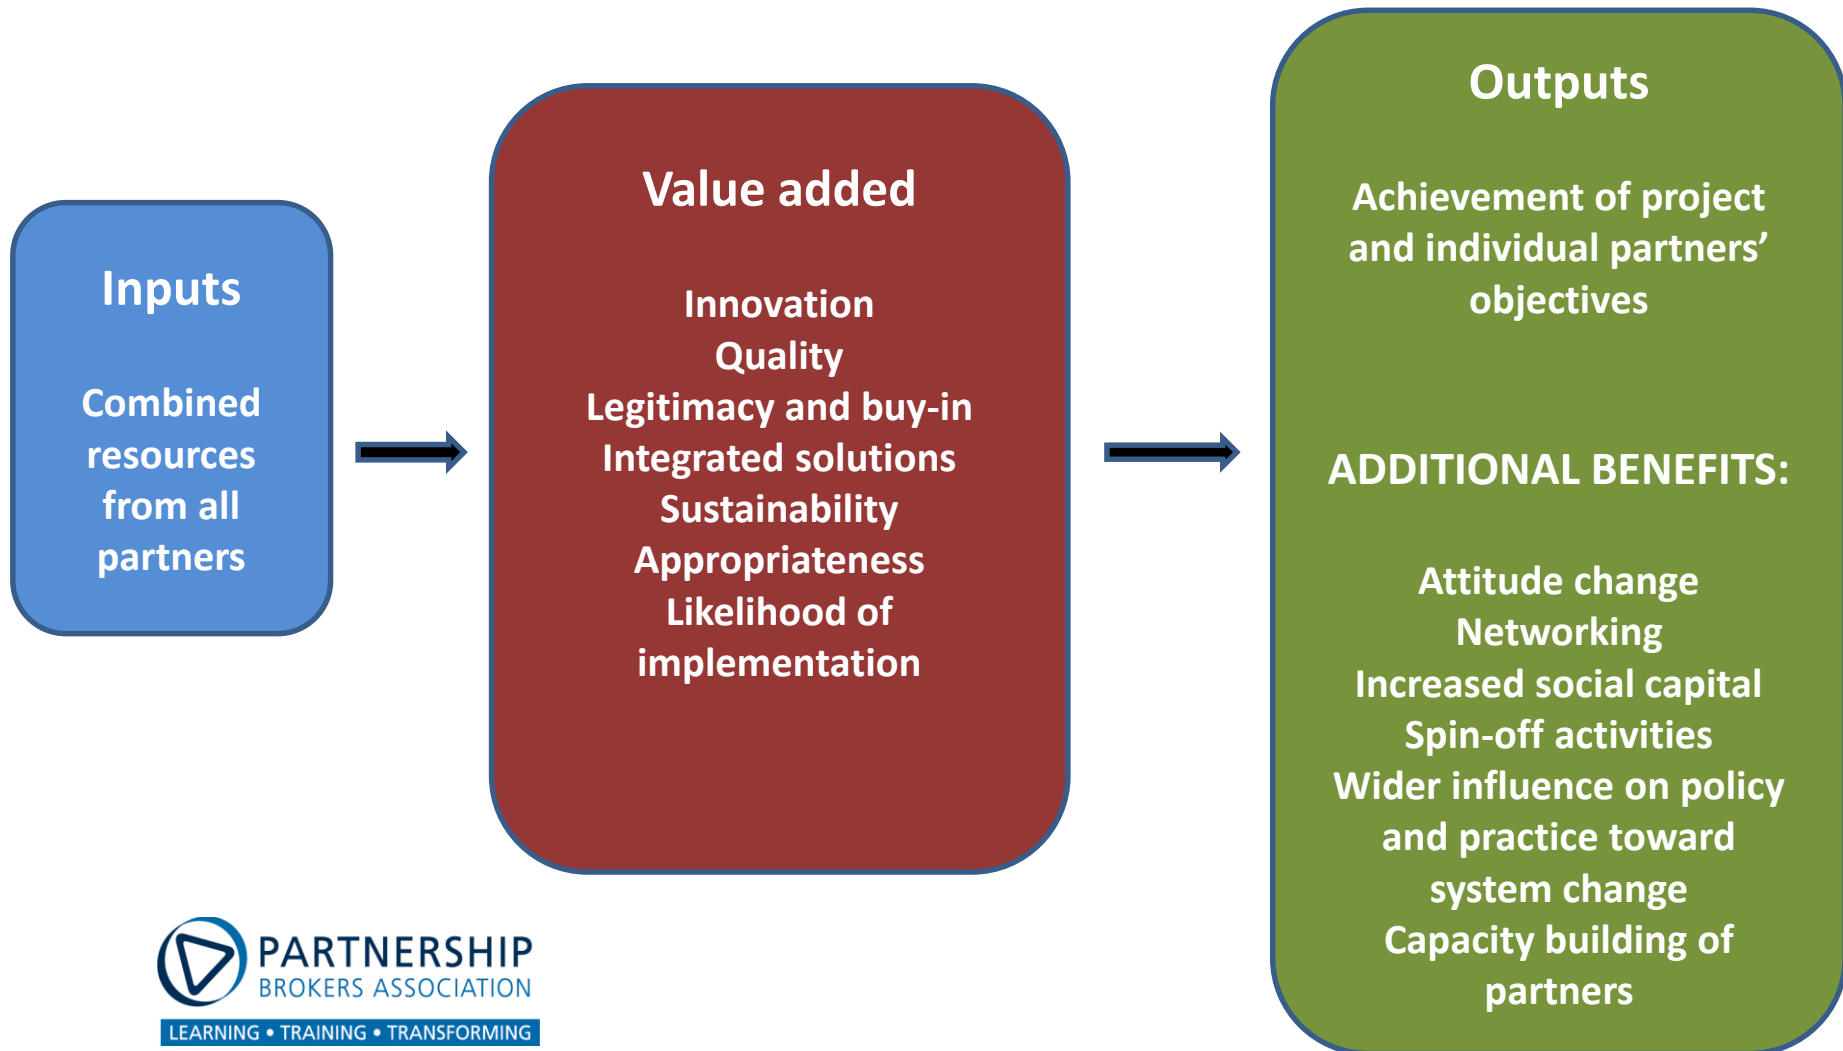 Inputs
Combined
resources
from all
partners
Value added
Innovation
Quality
Legitimacy and buy-in
Integrated solutions
Sustainability
Appropriateness
Likelihood of
implementation
Outputs
Achievement of project
and individual partners’
objectives
ADDITIONAL BENEFITS:
Attitude change
Networking
Increased social capital
Spin-off activities
Wider influence on policy
and practice toward
system change
Capacity building of
partners
PARTNERSHIP
BROKERS ASSOCIATION
LEARNING • TRAINING • TRANSFORMING